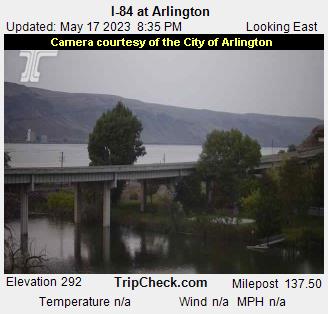 I-84 at Arlington
Updated: May 17 2023 8:35 PM Looking East
Camera courtesy of the City of Arlington
Elevation 292 TripCheck.com Milepost 137.50
Temperature n/a Wind n/a MPH n/a